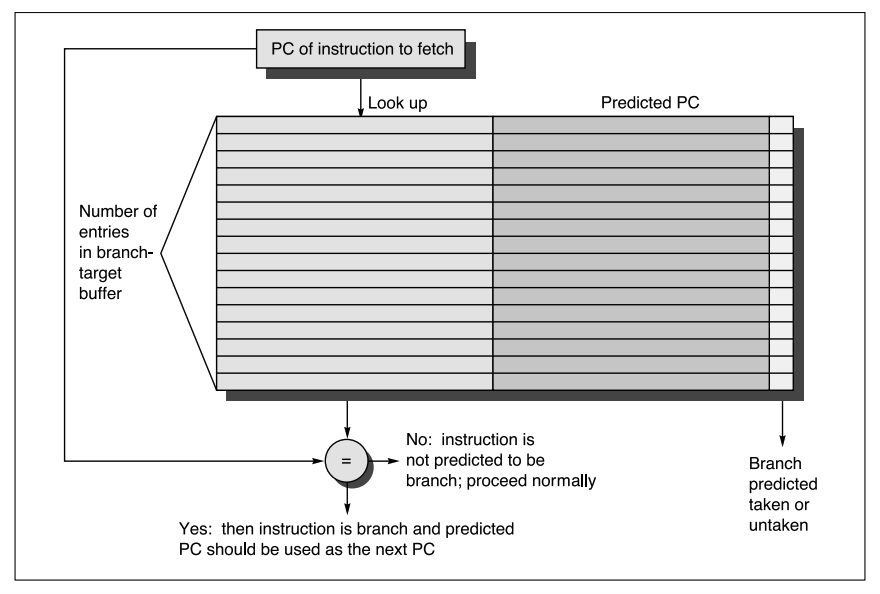 PC of instruction to fetch
Look up
Predicted PC
Number of
entries
in branch-
target
buffer
=
No: instruction is
not predicted to be
branch; proceed normally
Branch
predicted
taken or
untaken
Yes: then instruction is branch and predicted
PC should be used as the next PC